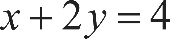 x + 2y = 4